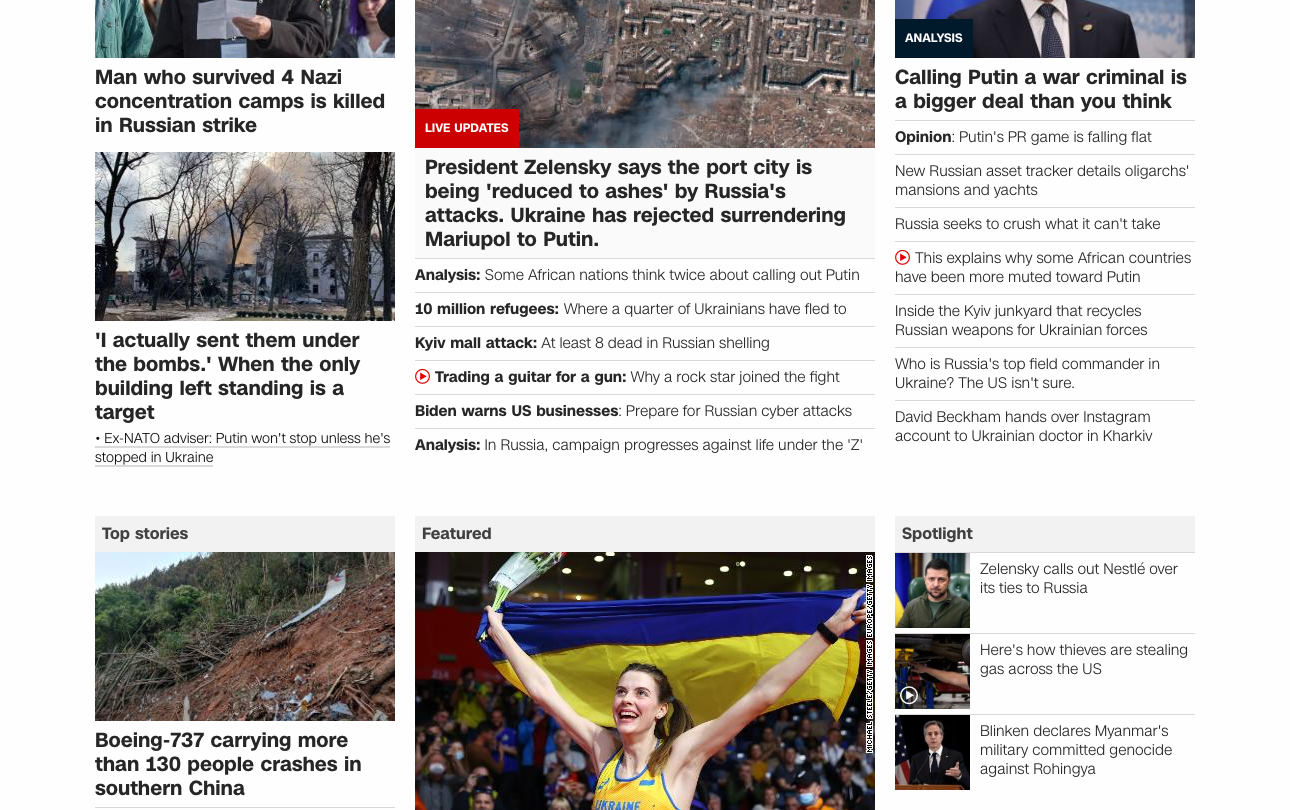 Man who survived 4 Nazi
concentration camps is killed
in Russian strike
'I actually sent them under
the bombs.' When the only
building left standing is a
target
• Ex-NATO adviser: Putin won't stop unless he's
stopped in Ukraine
LIVE UPDATES
President Zelensky says the port city is
being 'reduced to ashes' by Russia's
attacks. Ukraine has rejected surrendering
Mariupol to Putin.
Analysis: Some African nations think twice about calling out Putin
10 million refugees: Where a quarter of Ukrainians have fled to
Kyiv mall attack: At least 8 dead in Russian shelling
Trading a guitar for a gun: Why a rock star joined the fight
Biden warns US businesses: Prepare for Russian cyber attacks
Analysis: In Russia, campaign progresses against life under the 'Z'
ANALYSIS
Calling Putin a war criminal is
a bigger deal than you think
Opinion: Putin's PR game is falling flat
New Russian asset tracker details oligarchs'
mansions and yachts
Russia seeks to crush what it can't take
This explains why some African countries
have been more muted toward Putin
Inside the Kyiv junkyard that recycles
Russian weapons for Ukrainian forces
Who is Russia's top field commander in
Ukraine? The US isn't sure.
David Beckham hands over Instagram
account to Ukrainian doctor in Kharkiv
Top stories
Boeing-737 carrying more
than 130 people crashes in
southern China
Featured
MICHAEL STEELE/GETTY IMAGES EUROPE/GETTY IMAGES
214
UKRAINE
Spotlight
Zelensky calls out Nestlé over
its ties to Russia
Here's how thieves are stealing
gas across the US
Blinken declares Myanmar's
military committed genocide
against Rohingya